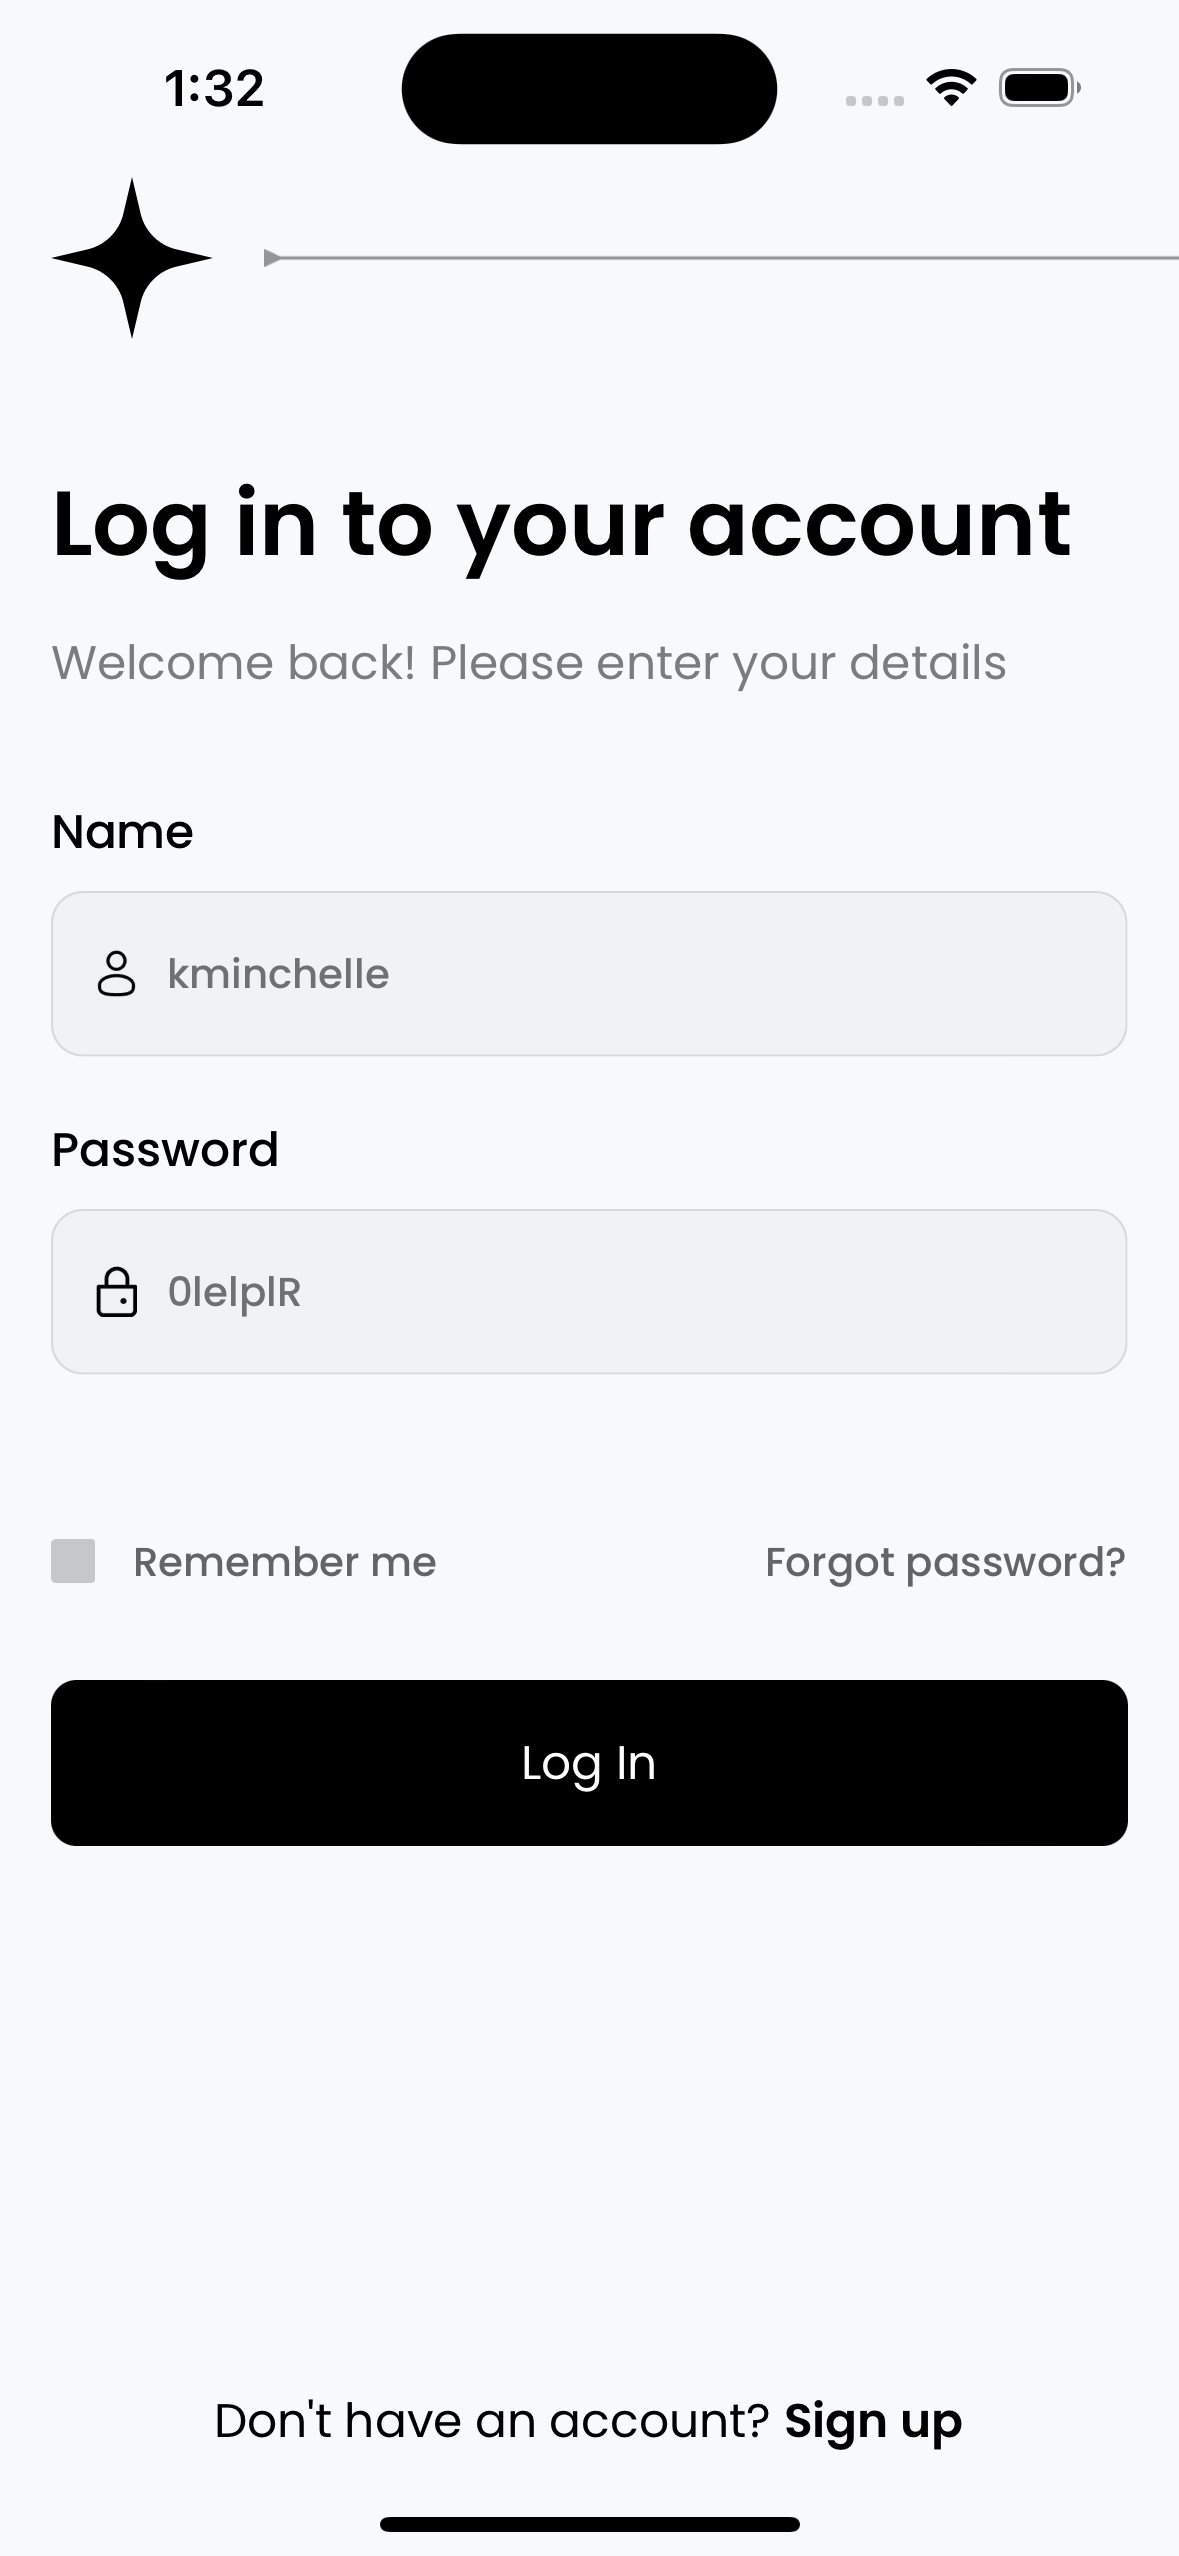 1:32
Log in to your account
Welcome back! Please enter your details
Name
kminchelle
Password
0lelplR
Remember me
Forgot password?
Log In
Don't have an account? Sign up